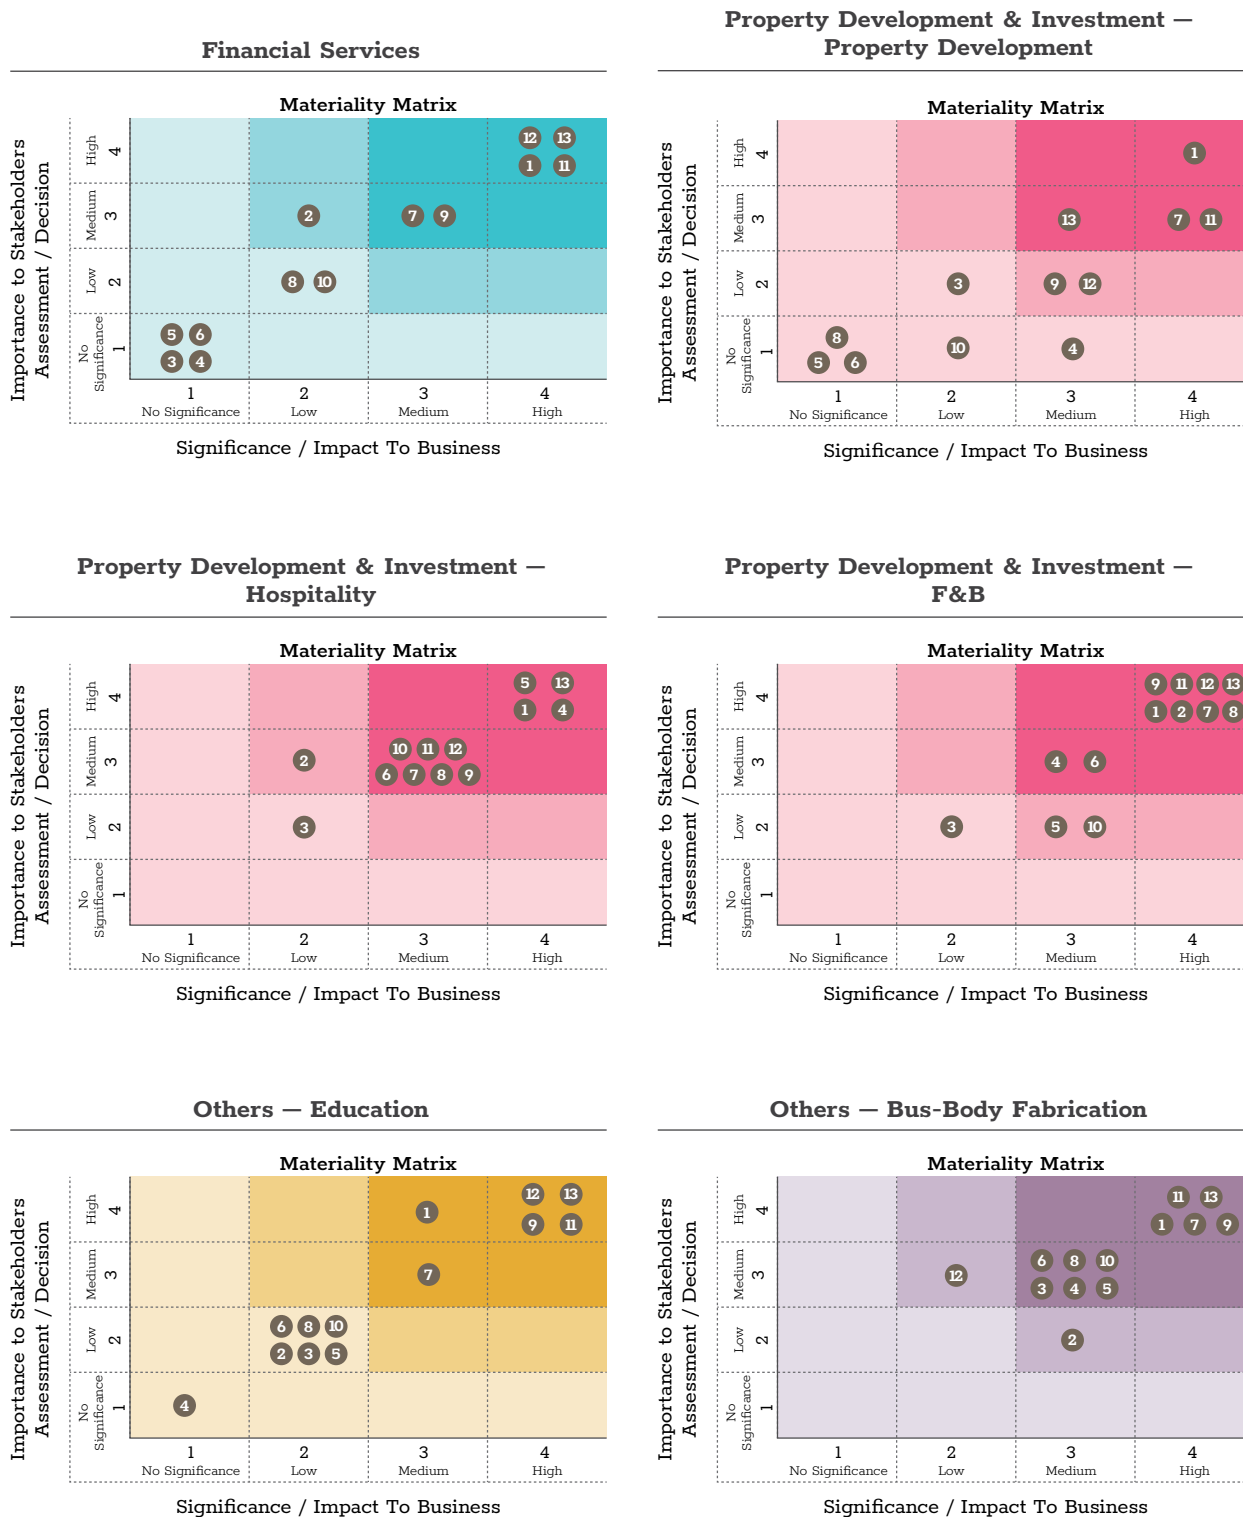 Financial Services
Materiality Matrix
Importance to Stakeholders
Assessment / Decision
High
4
Medium
3
Low
2
No
Significance
1
12 13
1 11
2
7 9
8 10
5 6
3 4
1 2 3 4
No Significance Low Medium High
Significance / Impact To Business
Property Development & Investment —
Property Development
Materiality Matrix
Importance to Stakeholders
Assessment / Decision
High
4
Medium
3
Low
2
No
Significance
1
1
13
7 11
3
9 12
8
5 6
10
4
1 2 3 4
No Significance Low Medium High
Significance / Impact To Business
Property Development & Investment —
Hospitality
Materiality Matrix
Importance to Stakeholders
Assessment / Decision
High
4
Medium
3
Low
2
No
Significance
1
5 13
1 4
2
10 11 12
6 7 8 9
3
1 2 3 4
No Significance Low Medium High
Significance / Impact To Business
Property Development & Investment —
F&B
Materiality Matrix
Importance to Stakeholders
Assessment / Decision
High
4
Medium
3
Low
2
No
Significance
1
9 11 12 13
1 2 7 8
4 6
3
5 10
1 2 3 4
No Significance Low Medium High
Significance / Impact To Business
Others — Education
Materiality Matrix
Importance to Stakeholders
Assessment / Decision
High
4
Medium
3
Low
2
No
Significance
1
1
12 13
9 11
7
6 8 10
2 3 5
4
1 2 3 4
No Significance Low Medium High
Significance / Impact To Business
Others — Bus-Body Fabrication
Materiality Matrix
Importance to Stakeholders
Assessment / Decision
High
4
Medium
3
Low
2
No
Significance
1
11 13
1 7 9
12
6 8 10
3 4 5
2
1 2 3 4
No Significance Low Medium High
Significance / Impact To Business